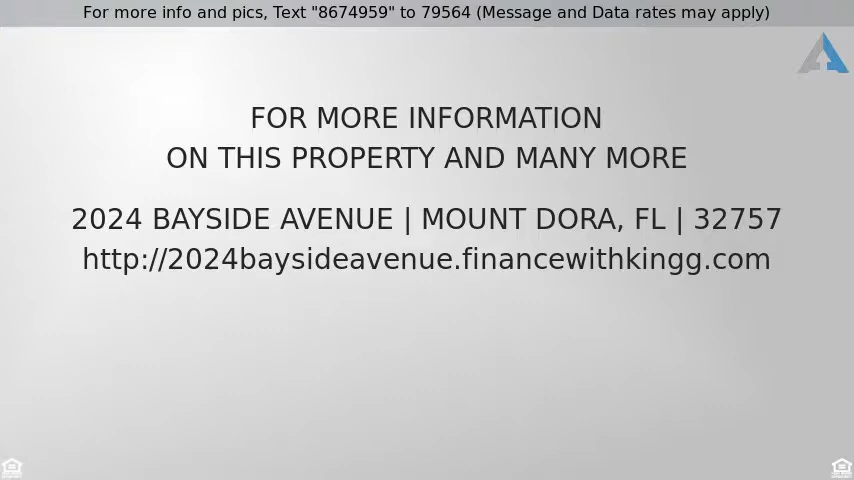 For more info and pics, Text "8674959" to 79564 (Message and Data rates may apply)
FOR MORE INFORMATION
ON THIS PROPERTY AND MANY MORE
2024 BAYSIDE AVENUE | MOUNT DORA, FL | 32757
http://2024baysideavenue.financewithkingg.com